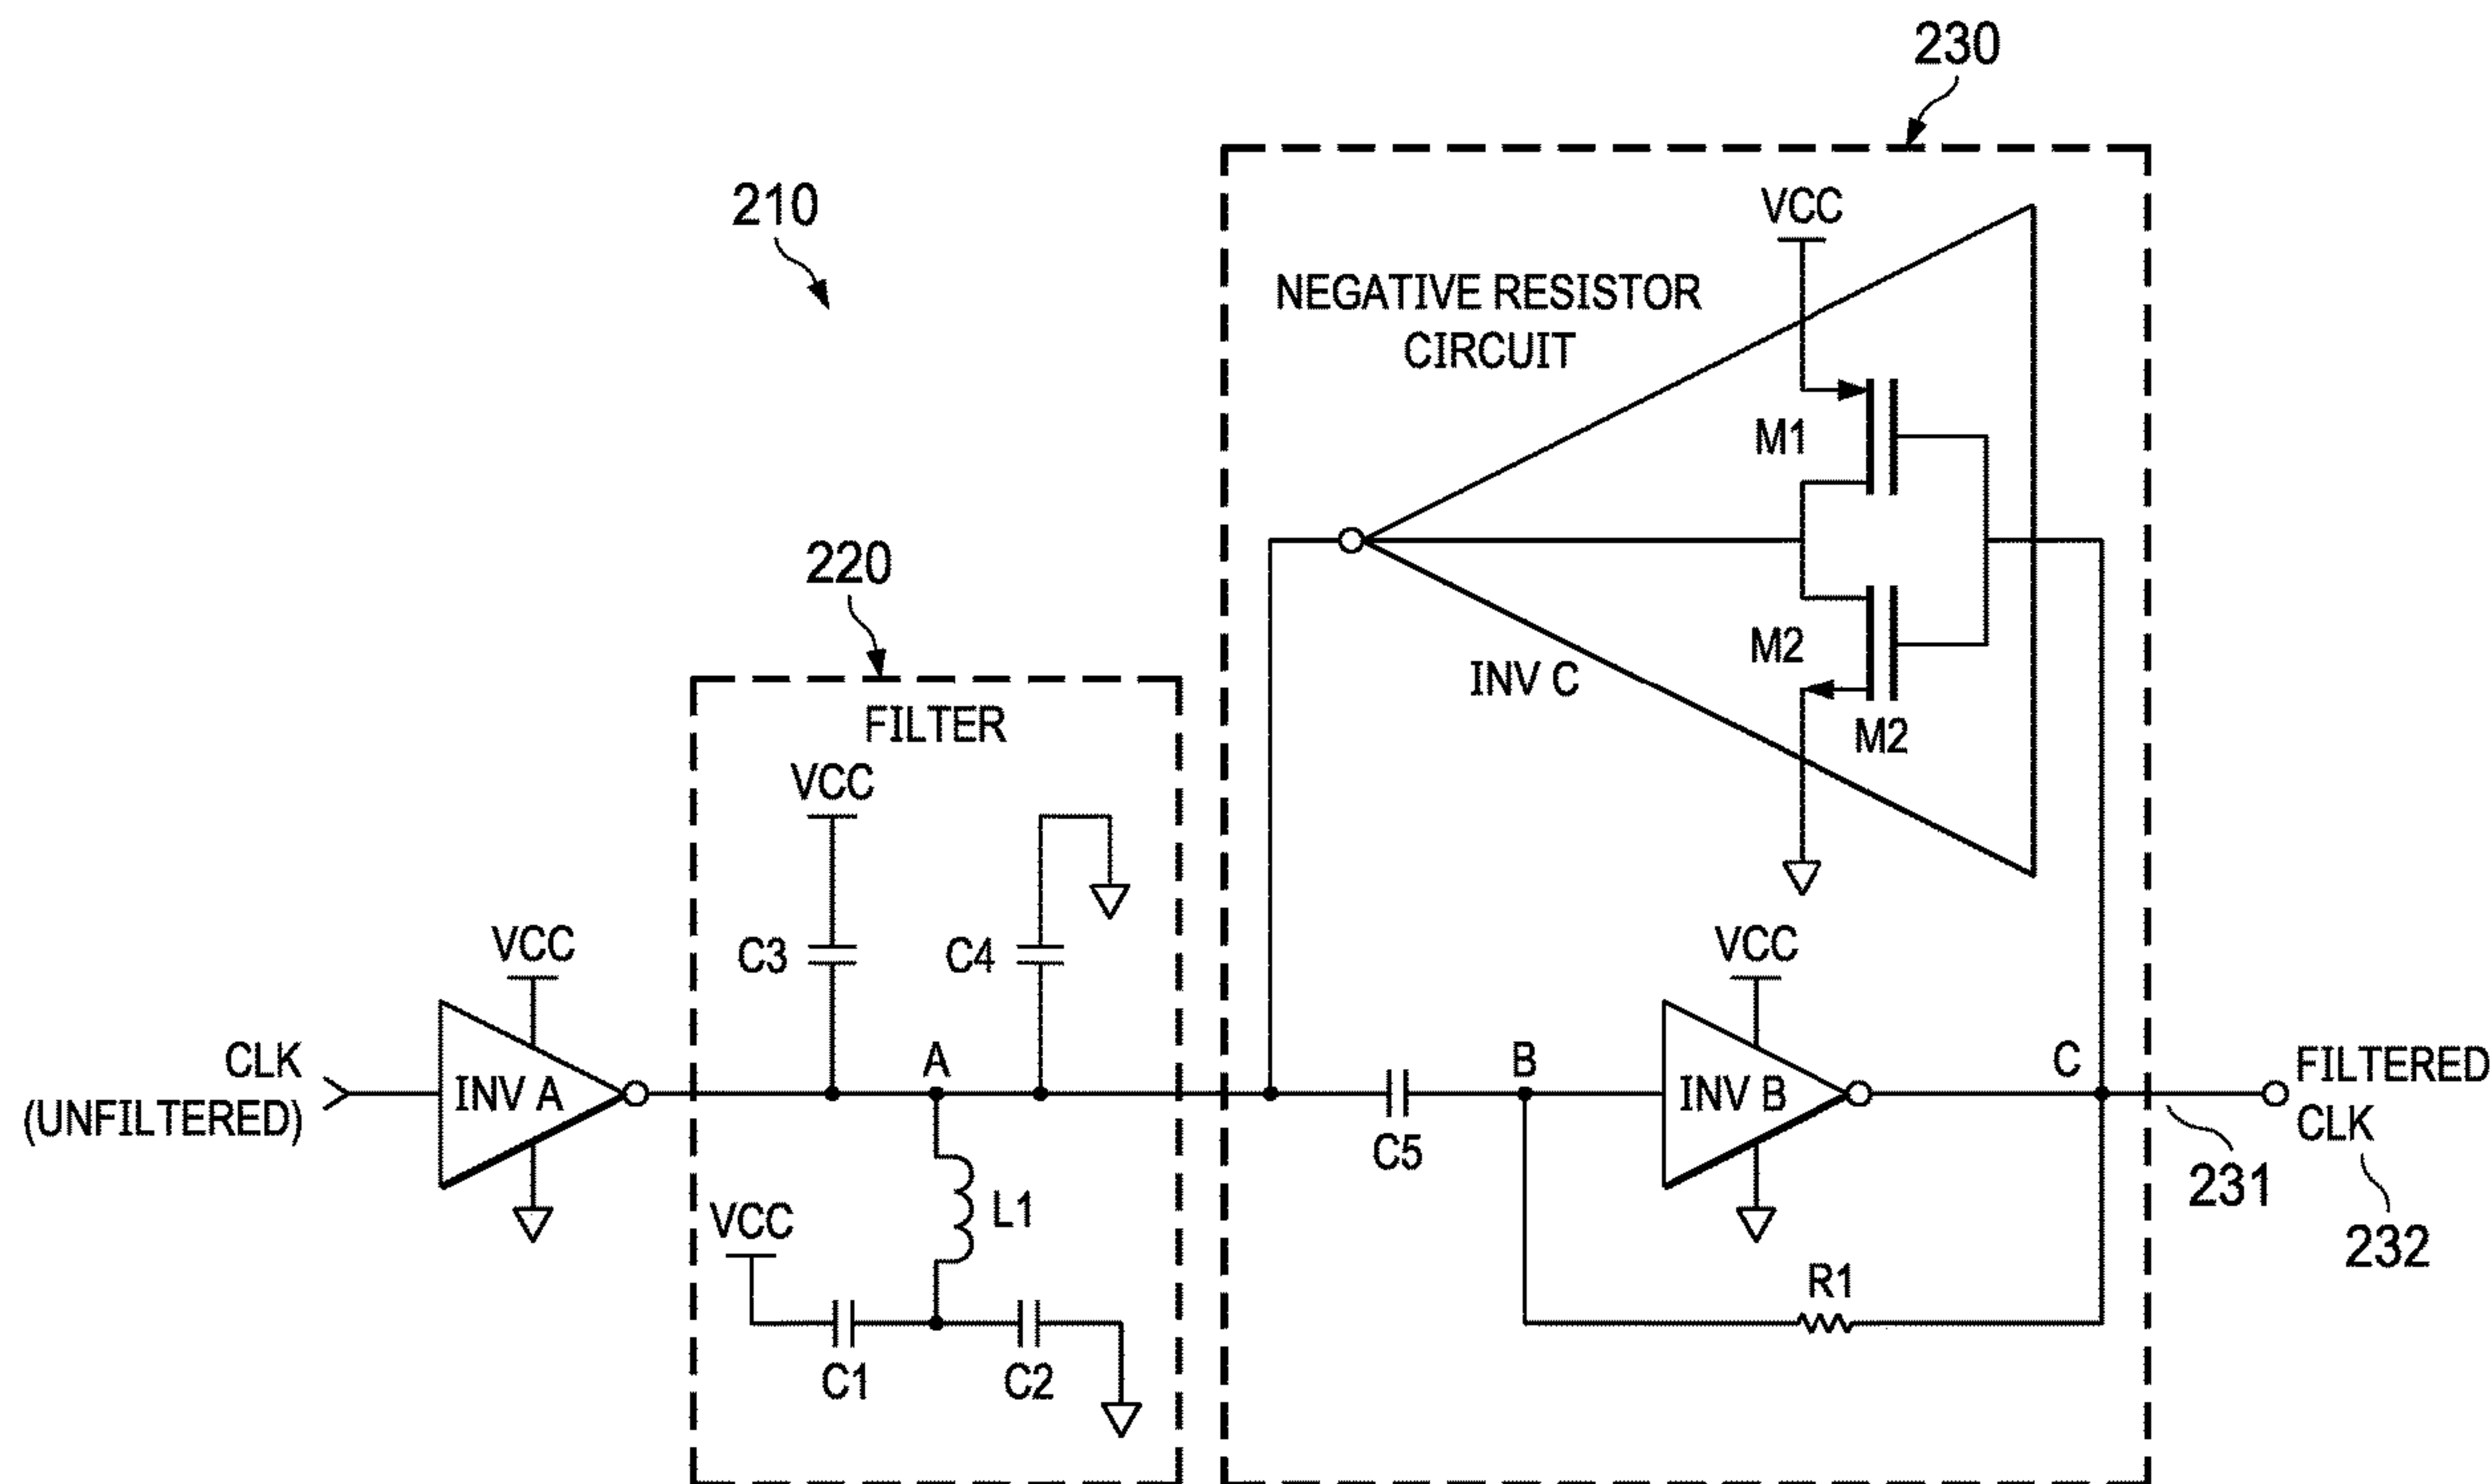 230
210
VCC
NEGATIVE RESISTOR
CIRCUIT
M1
220
M2
INV C
FILTER
M2
VCC
VCC
C3
C4
VCC
CLK
(UNFILTERED)
INV A
A
B
INV B
C
FILTERED
CLK
C5
231
232
VCC
L1
R1
C1
C2